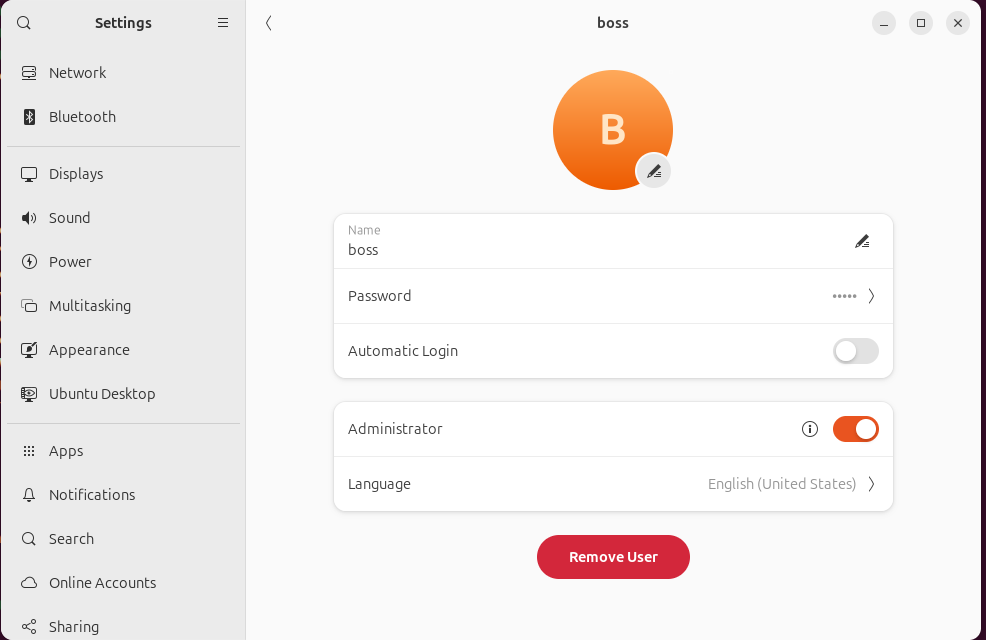 Settings
Network
Bluetooth
Displays
Sound
Power
Multitasking
Appearance
Ubuntu Desktop
Apps
Notifications
Search
Online Accounts
Sharing
boss
B
Name
boss
Password
•••••
Automatic Login
Administrator
Language
English (United States)
Remove User